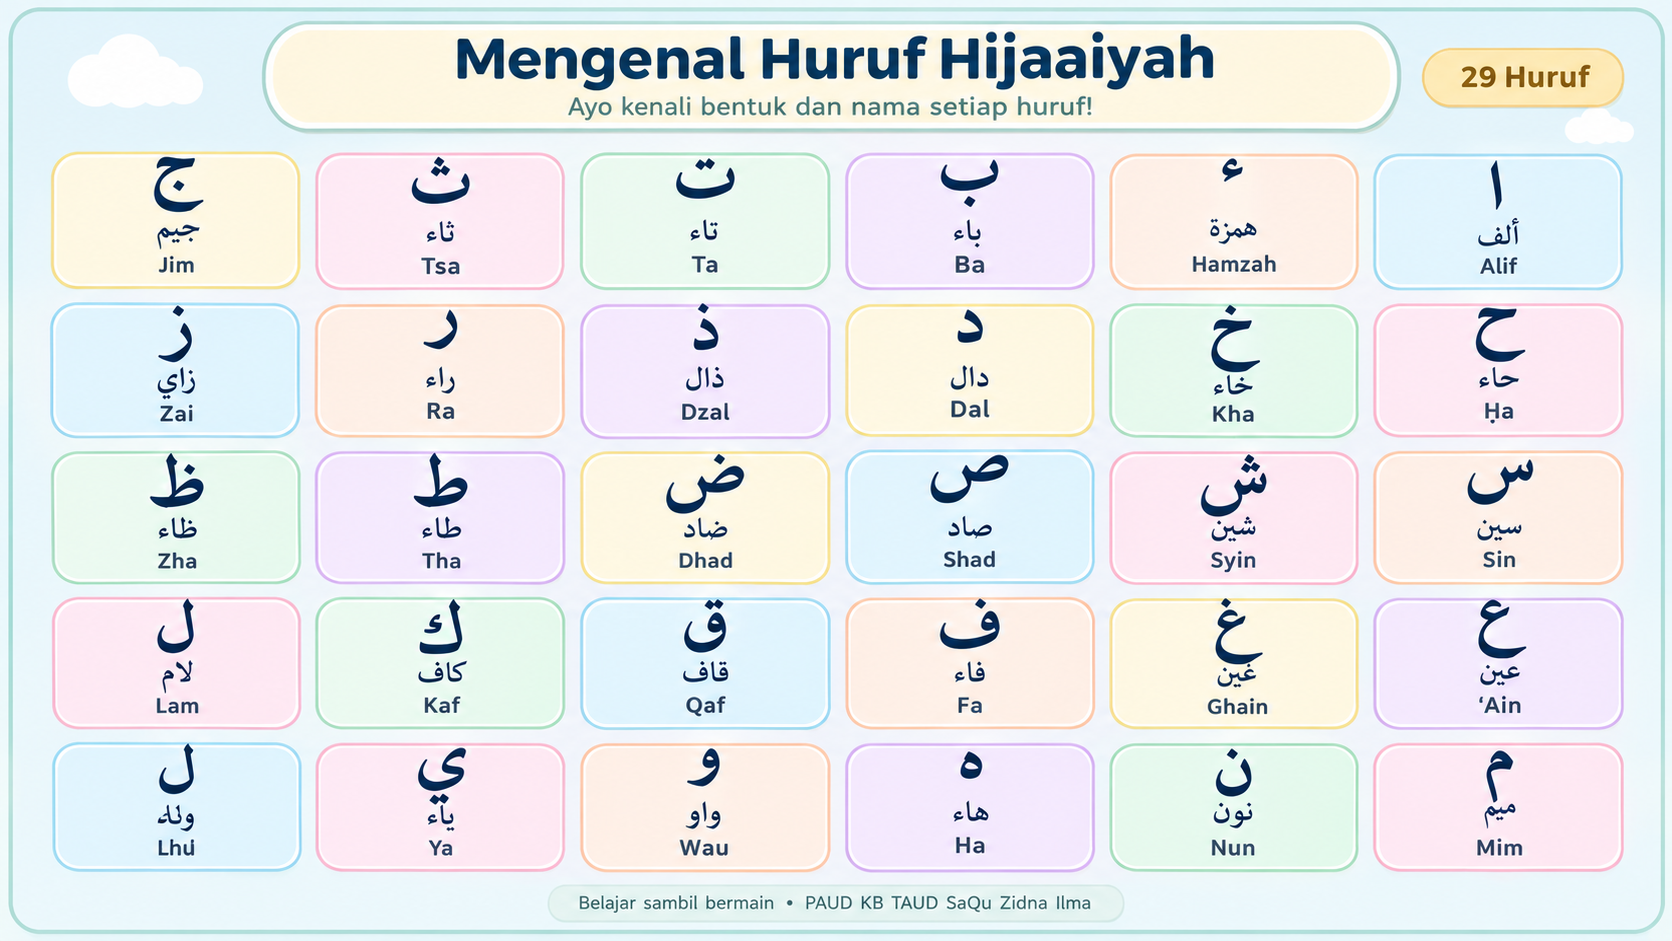 Mengenal Huruf Hijaaiyah
Ayo kenali bentuk dan nama setiap huruf!
29 Huruf
ا
ألف
Alif
ء
همزة
Hamzah
ب
باء
Ba
ت
تاء
Ta
ث
ثاء
Tsa
ج
جيم
Jim
ح
حاء
Ḥa
خ
خاء
Kha
د
دال
Dal
ذ
ذال
Dzal
ر
راء
Ra
ز
زاي
Zai
س
سين
Sin
ش
شين
Syin
ص
صاد
Shad
ض
ضاد
Dhad
ط
طاء
Tha
ظ
ظاء
Zha
ع
عين
‘Ain
غ
غين
Ghain
ف
فاء
Fa
ق
قاف
Qaf
ك
كاف
Kaf
ل
لام
Lam
م
ميم
Mim
ن
نون
Nun
ه
هاء
Ha
و
واو
Wau
ي
ياء
Ya
ل
وله
Belajar sambil bermain • PAUD KB TAUD SaQu Zidna Ilma